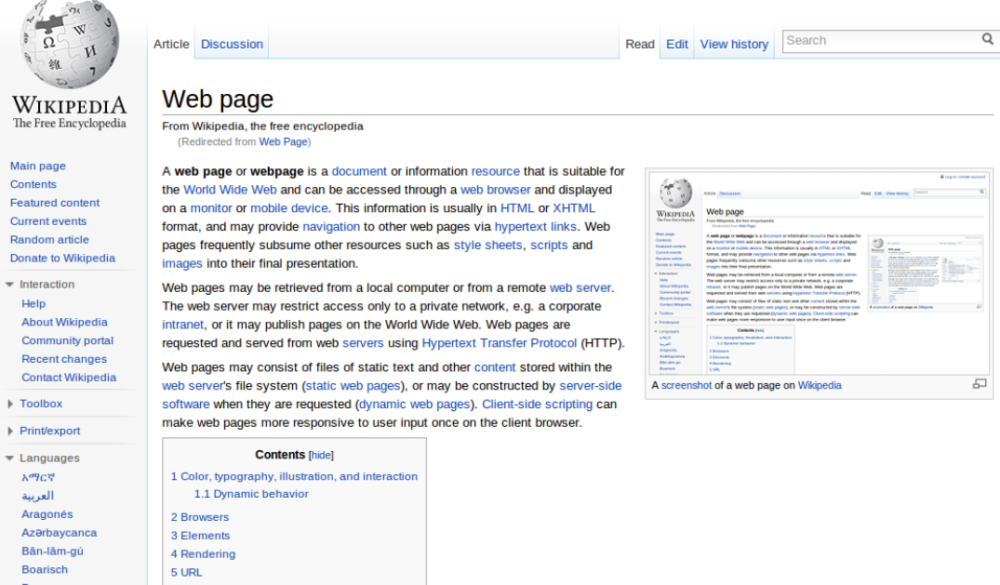 WIKIPEDIA
The Free Encyclopedia
Main page
Contents
Featured content
Current events
Random article
Donate to Wikipedia
Interaction
Help
About Wikipedia
Community portal
Recent changes
Contact Wikipedia
Toolbox
Print/export
Languages
አማርኛ
العربية
Aragonés
Azərbaycanca
Bân-lâm-gú
Boarisch
Article Discussion Read Edit View history Search
Web page
From Wikipedia, the free encyclopedia
(Redirected from Web Page)
A web page or webpage is a document or information resource that is suitable for
the World Wide Web and can be accessed through a web browser and displayed
on a monitor or mobile device. This information is usually in HTML or XHTML
format, and may provide navigation to other web pages via hypertext links. Web
pages frequently subsume other resources such as style sheets, scripts and
images into their final presentation.
Web pages may be retrieved from a local computer or from a remote web server.
The web server may restrict access only to a private network, e.g. a corporate
intranet, or it may publish pages on the World Wide Web. Web pages are
requested and served from web servers using Hypertext Transfer Protocol (HTTP).
Web pages may consist of files of static text and other content stored within the
web server's file system (static web pages), or may be constructed by server-side
software when they are requested (dynamic web pages). Client-side scripting can
make web pages more responsive to user input once on the client browser.
Contents [hide]
1 Color, typography, illustration, and interaction
1.1 Dynamic behavior
2 Browsers
3 Elements
4 Rendering
5 URL
A screenshot of a web page on Wikipedia